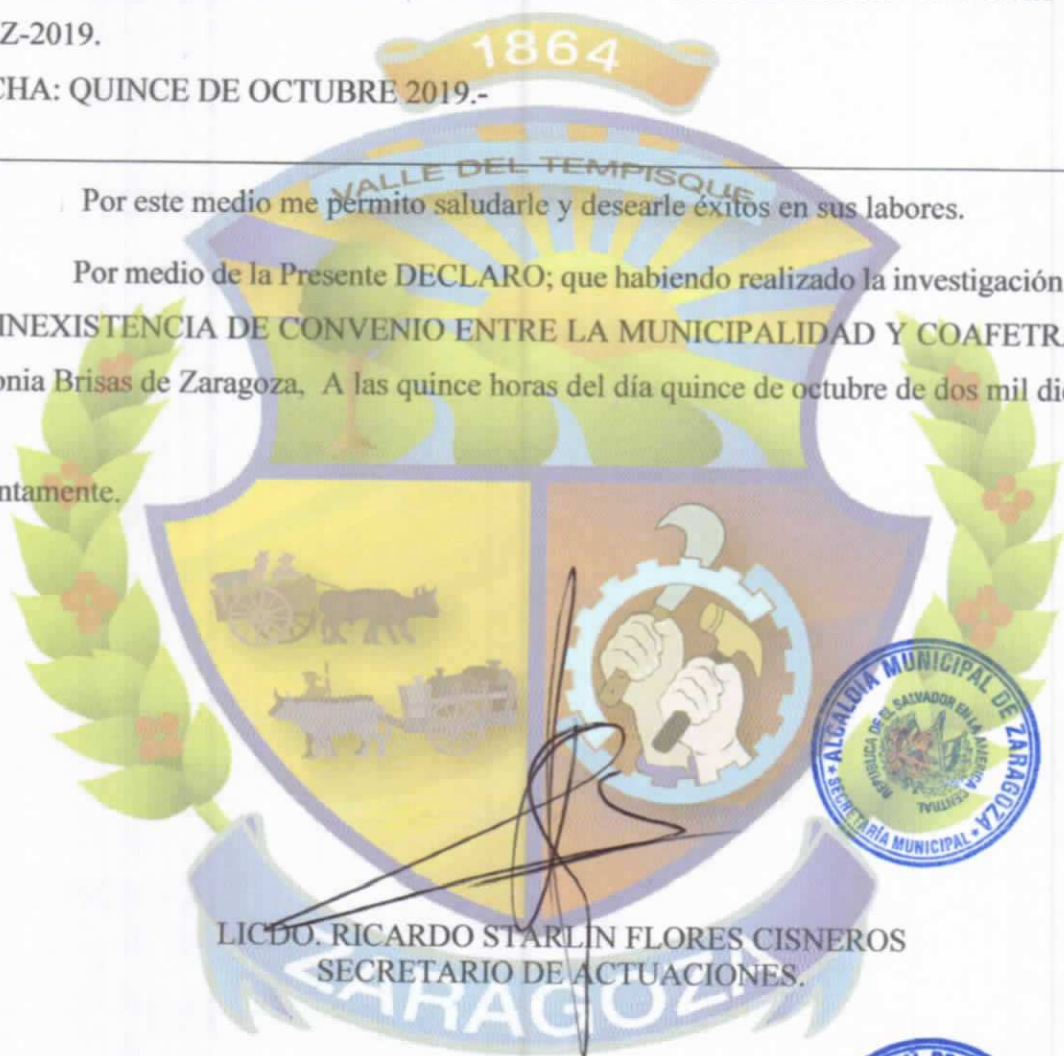 Z-2019.
CHA: QUINCE DE OCTUBRE 2019.-
1864
VALLE DEL TEMPISQUE
Por este medio me permito saludarle y desearle éxitos en sus labores.
Por medio de la Presente DECLARO; que habiendo realizado la investigación
INEXISTENCIA DE CONVENIO ENTRE LA MUNICIPALIDAD Y COAFETRA
onia Brisas de Zaragoza, A las quince horas del día quince de octubre de dos mil die
ntamente.
ALCALDIA MUNICIPAL DE ZARAGOZA
REPUBLICA DE EL SALVADOR EN LA AMERICA CENTRAL
SECRETARÍA MUNICIPAL
LICDO. RICARDO STARLIN FLORES CISNEROS
SECRETARIO DE ACTUACIONES.
ZARAGOZA